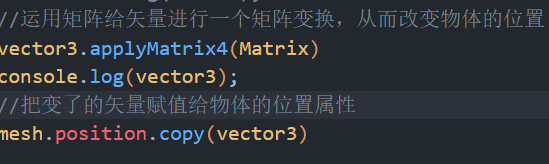 //运用矩阵给矢量进行一个矩阵变换，从而改变物体的位置
vector3.applyMatrix4(Matrix)
console.log(vector3);
//把变了的矢量赋值给物体的位置属性
mesh.position.copy(vector3)